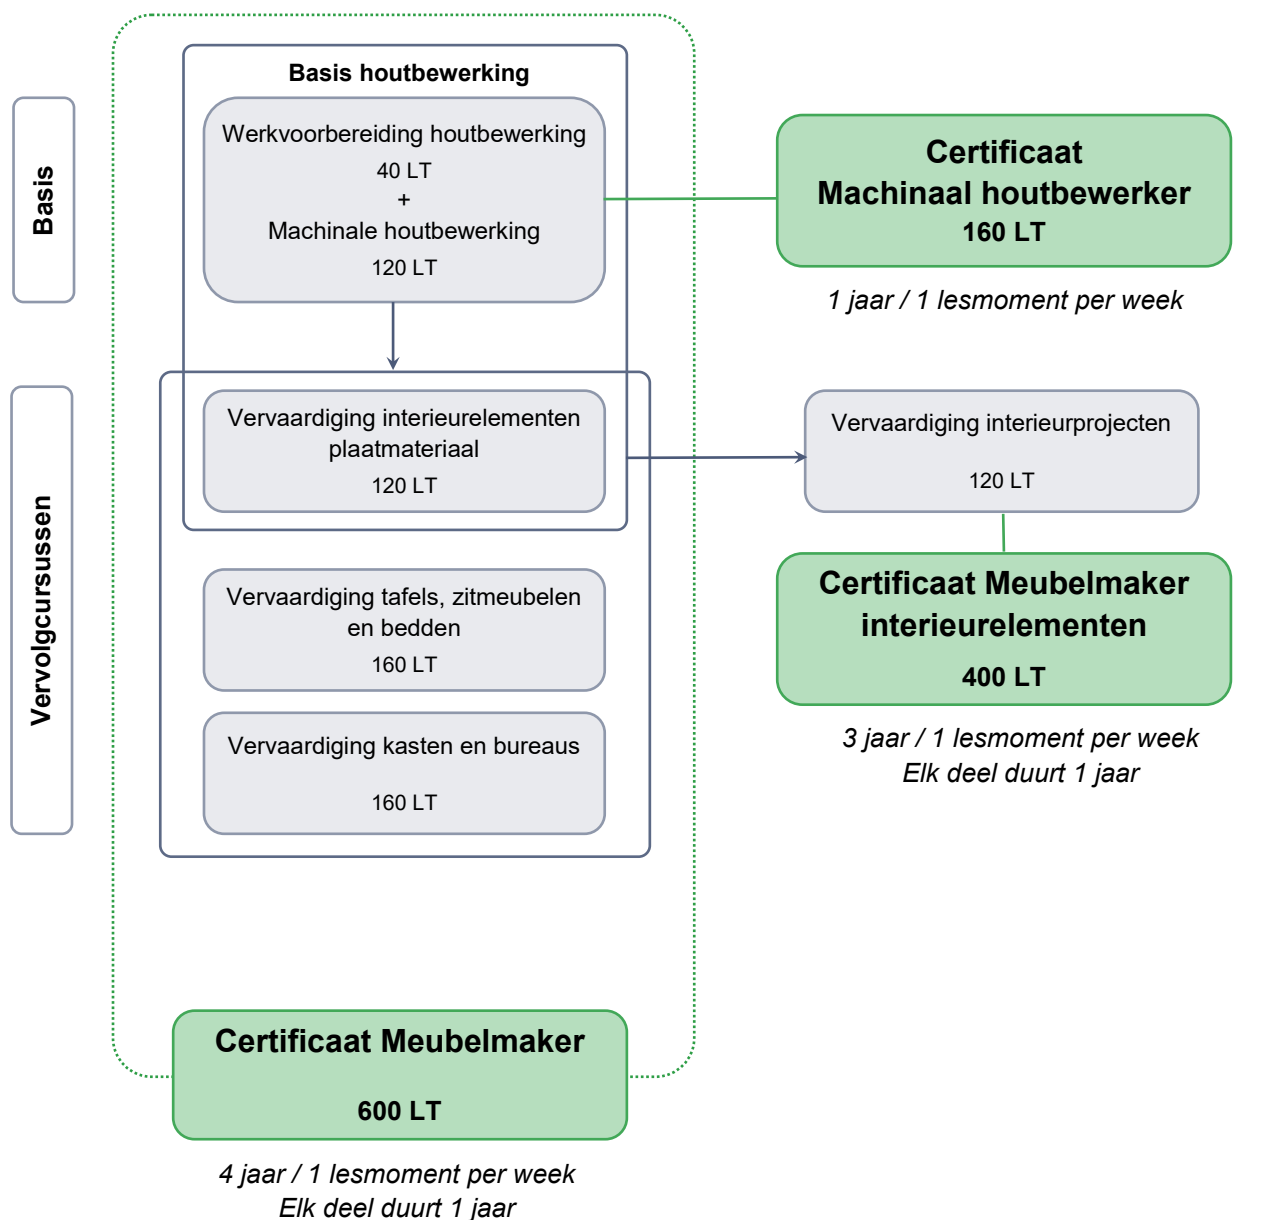 Basis houtbewerking
Basis
Werkvoorbereiding houtbewerking
40 LT
+
Machinale houtbewerking
120 LT
Certificaat
Machinaal houtbewerker
160 LT
1 jaar / 1 lesmoment per week
Vervolgcursussen
Vervaardiging interieurelementen
plaatmateriaal
120 LT
Vervaardiging interieurprojecten
120 LT
Certificaat Meubelmaker
interieurelementen
400 LT
3 jaar / 1 lesmoment per week
Elk deel duurt 1 jaar
Vervaardiging tafels, zitmeubelen
en bedden
160 LT
Vervaardiging kasten en bureaus
160 LT
Certificaat Meubelmaker
600 LT
4 jaar / 1 lesmoment per week
Elk deel duurt 1 jaar